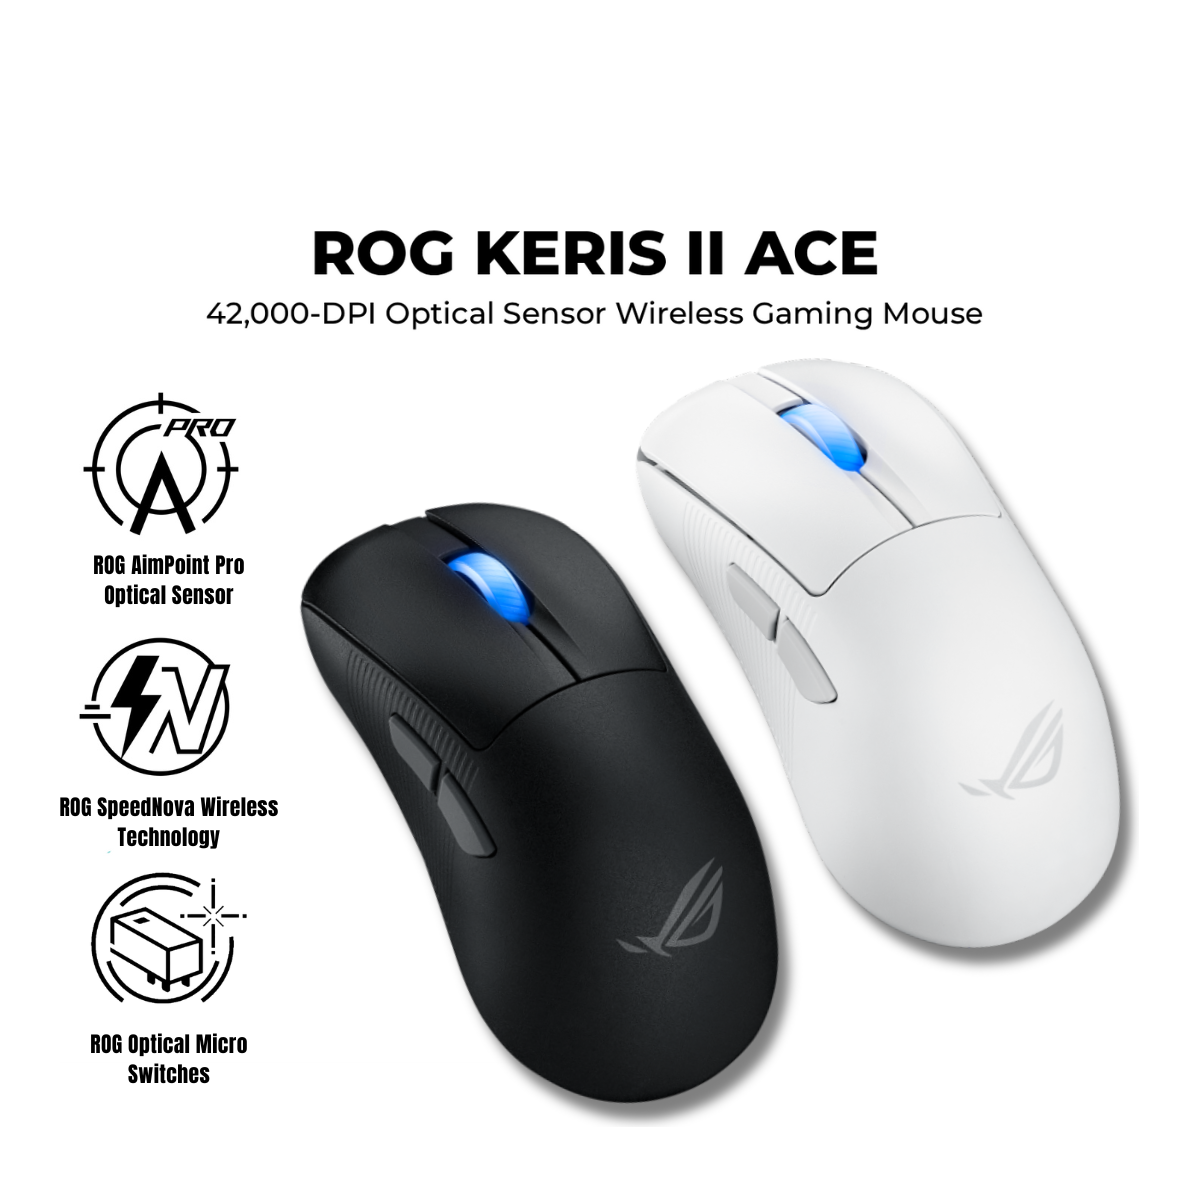 ROG KERIS II ACE
42,000-DPI Optical Sensor Wireless Gaming Mouse
PRO
ROG AimPoint Pro
Optical Sensor
N
ROG SpeedNova Wireless
Technology
ROG Optical Micro
Switches